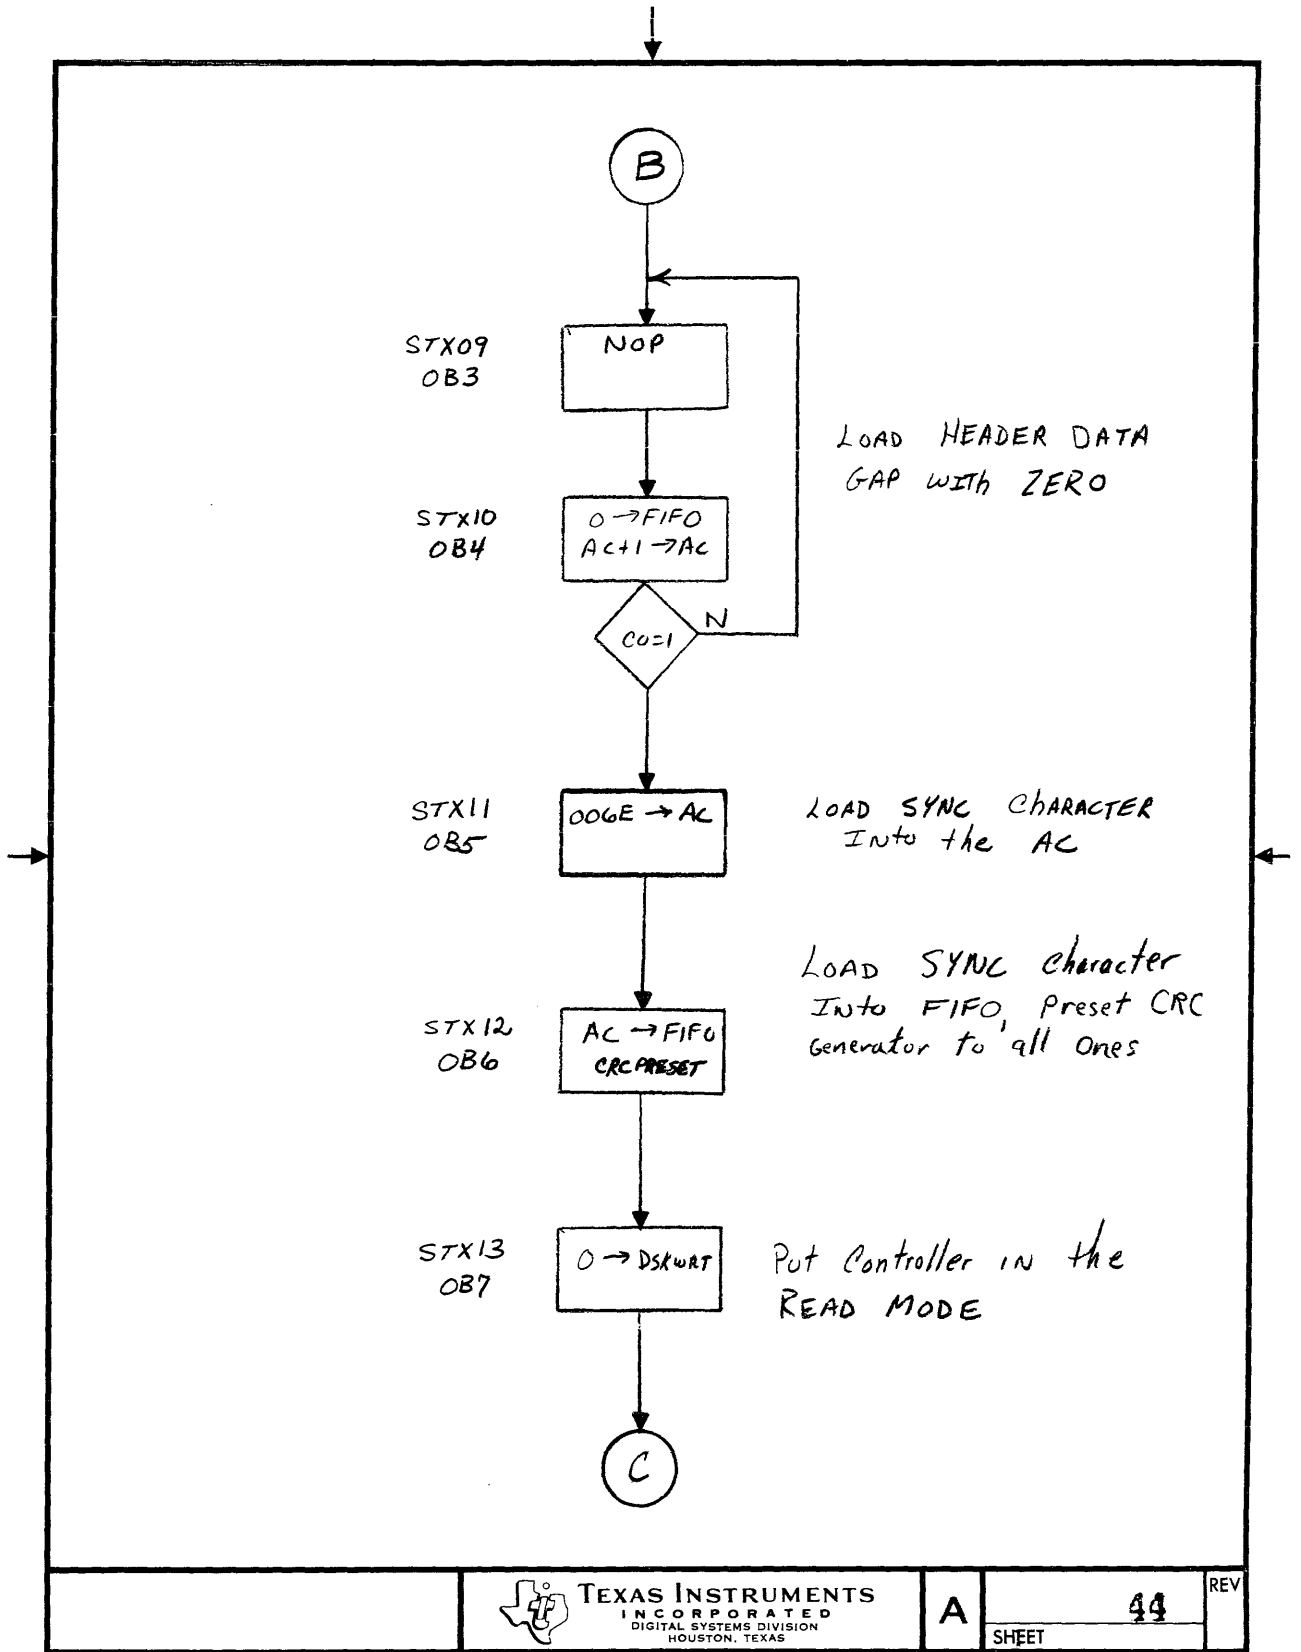 B
STX09
0B3
NOP
LOAD HEADER DATA
GAP WITH ZERO
STX10
0B4
0 → FIFO
AC+1 → AC
CO=1
N
STX11
0B5
006E → AC
LOAD SYNC CHARACTER
INTO the AC
LOAD SYNC character
INTO FIFO, Preset CRC
Generator to all Ones
STX12
0B6
AC → FIFO
CRC PRESET
STX13
0B7
0 → DSKWRT
Put Controller IN the
READ MODE
C
TEXAS INSTRUMENTS
INCORPORATED
DIGITAL SYSTEMS DIVISION
HOUSTON, TEXAS
A
44
SHEET
REV